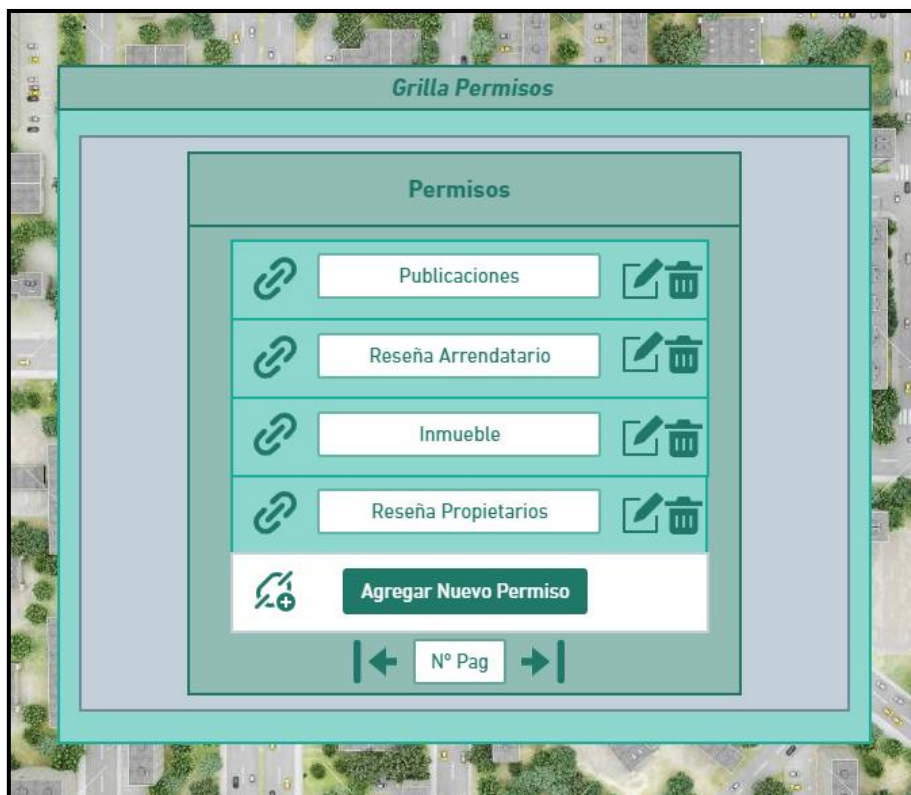 Grilla Permisos
Permisos
Publicaciones
Reseña Arrendatario
Inmueble
Reseña Propietarios
Agregar Nuevo Permiso
Nº Pag